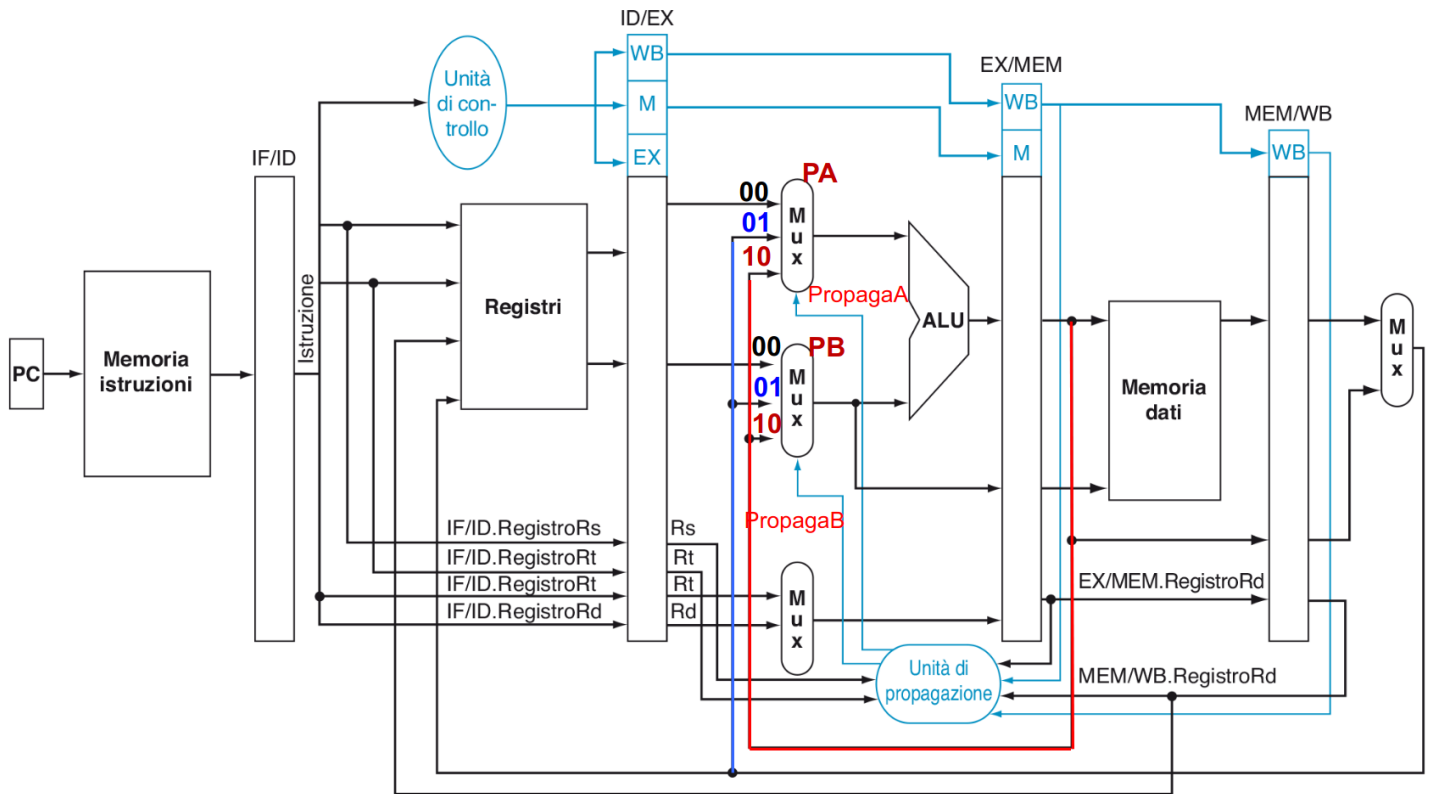 ID/EX
WB
M
EX
Unità
di con-
trollo
EX/MEM
WB
M
MEM/WB
WB
IF/ID
PA
00
01
10
M
u
x
PropagaA
Istruzione
Registri
ALU
PC
Memoria
istruzioni
00
PB
01
10
M
u
x
Memoria
dati
M
u
x
PropagaB
IF/ID.RegistroRs
Rs
IF/ID.RegistroRt
Rt
IF/ID.RegistroRt
Rt
IF/ID.RegistroRd
Rd
M
u
x
EX/MEM.RegistroRd
Unità di
propagazione
MEM/WB.RegistroRd